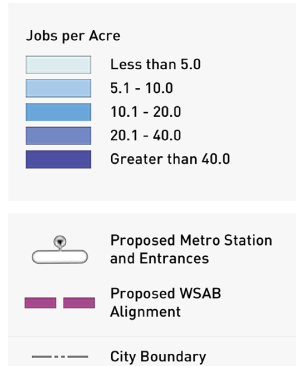 Jobs per Acre
Less than 5.0
5.1 - 10.0
10.1 - 20.0
20.1 - 40.0
Greater than 40.0
Proposed Metro Station
and Entrances
Proposed WSAB
Alignment
City Boundary